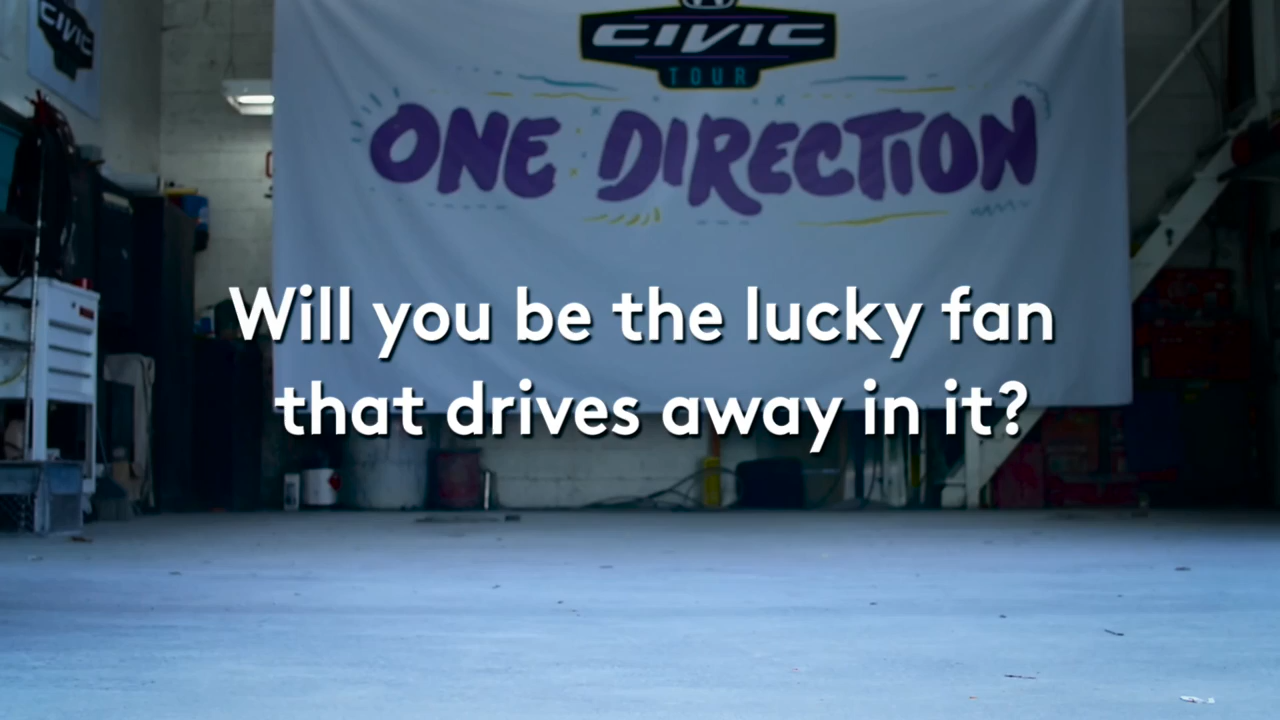 CIVIC
CIVIC
TOUR
ONE DIRECTION
Will you be the lucky fan
that drives away in it?